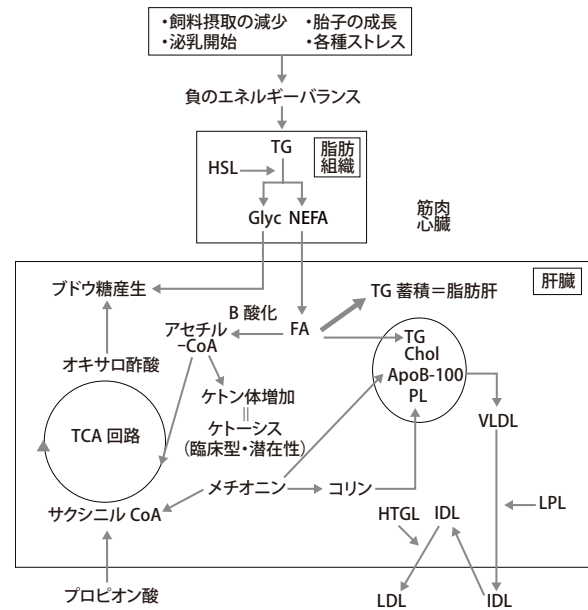 ・飼料摂取の減少 ・胎子の成長
・泌乳開始 ・各種ストレス
負のエネルギーバランス
TG
脂肪
組織
HSL
Glyc NEFA
筋肉
心臓
肝臓
ブドウ糖産生
TG 蓄積＝脂肪肝
B 酸化
FA
アセチル
-CoA
TG
Chol
ApoB-100
PL
オキサロ酢酸
ケトン体増加
＝
ケトーシス
(臨床型・潜在性)
VLDL
TCA 回路
メチオニン
コリン
サクシニル CoA
HTGL
IDL
LPL
プロピオン酸
LDL
IDL